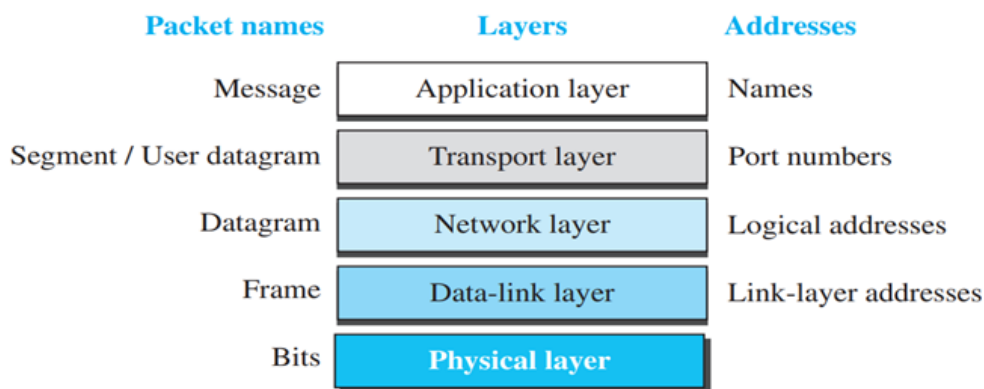 Packet names Layers Addresses
Message Application layer Names
Segment / User datagram Transport layer Port numbers
Datagram Network layer Logical addresses
Frame Data-link layer Link-layer addresses
Bits Physical layer